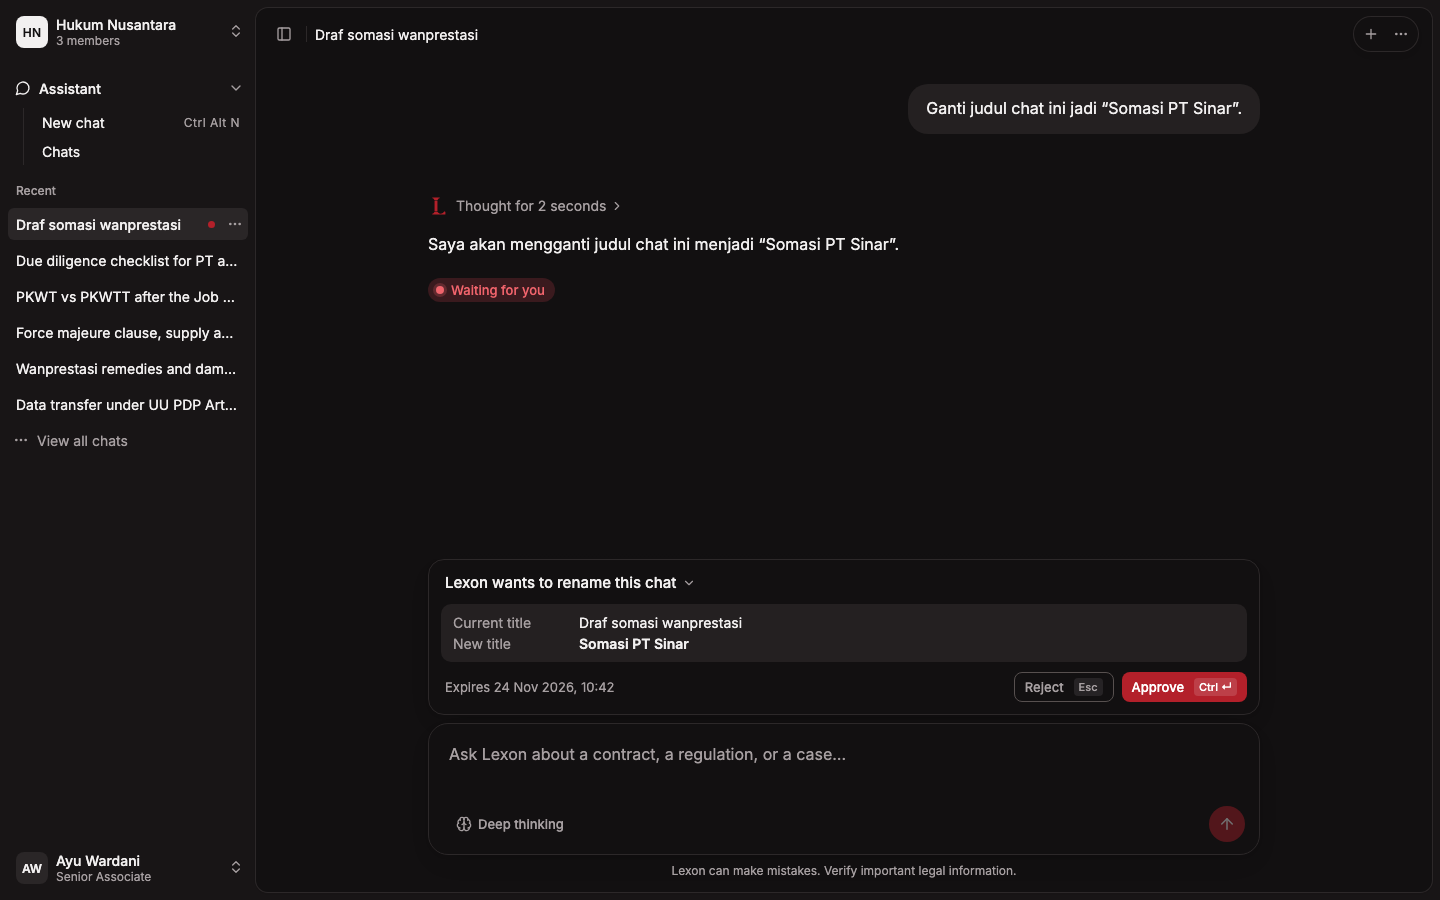 HN
Hukum Nusantara
3 members
Assistant
New chat Ctrl Alt N
Chats
Recent
Draf somasi wanprestasi
Due diligence checklist for PT a...
PKWT vs PKWTT after the Job ...
Force majeure clause, supply a...
Wanprestasi remedies and dam...
Data transfer under UU PDP Art...
View all chats
AW
Ayu Wardani
Senior Associate
Draf somasi wanprestasi
Ganti judul chat ini jadi “Somasi PT Sinar”.
L Thought for 2 seconds
Saya akan mengganti judul chat ini menjadi “Somasi PT Sinar”.
Waiting for you
Lexon wants to rename this chat
Current title Draf somasi wanprestasi
New title Somasi PT Sinar
Expires 24 Nov 2026, 10:42
Reject Esc Approve Ctrl ↵
Ask Lexon about a contract, a regulation, or a case...
Deep thinking
Lexon can make mistakes. Verify important legal information.